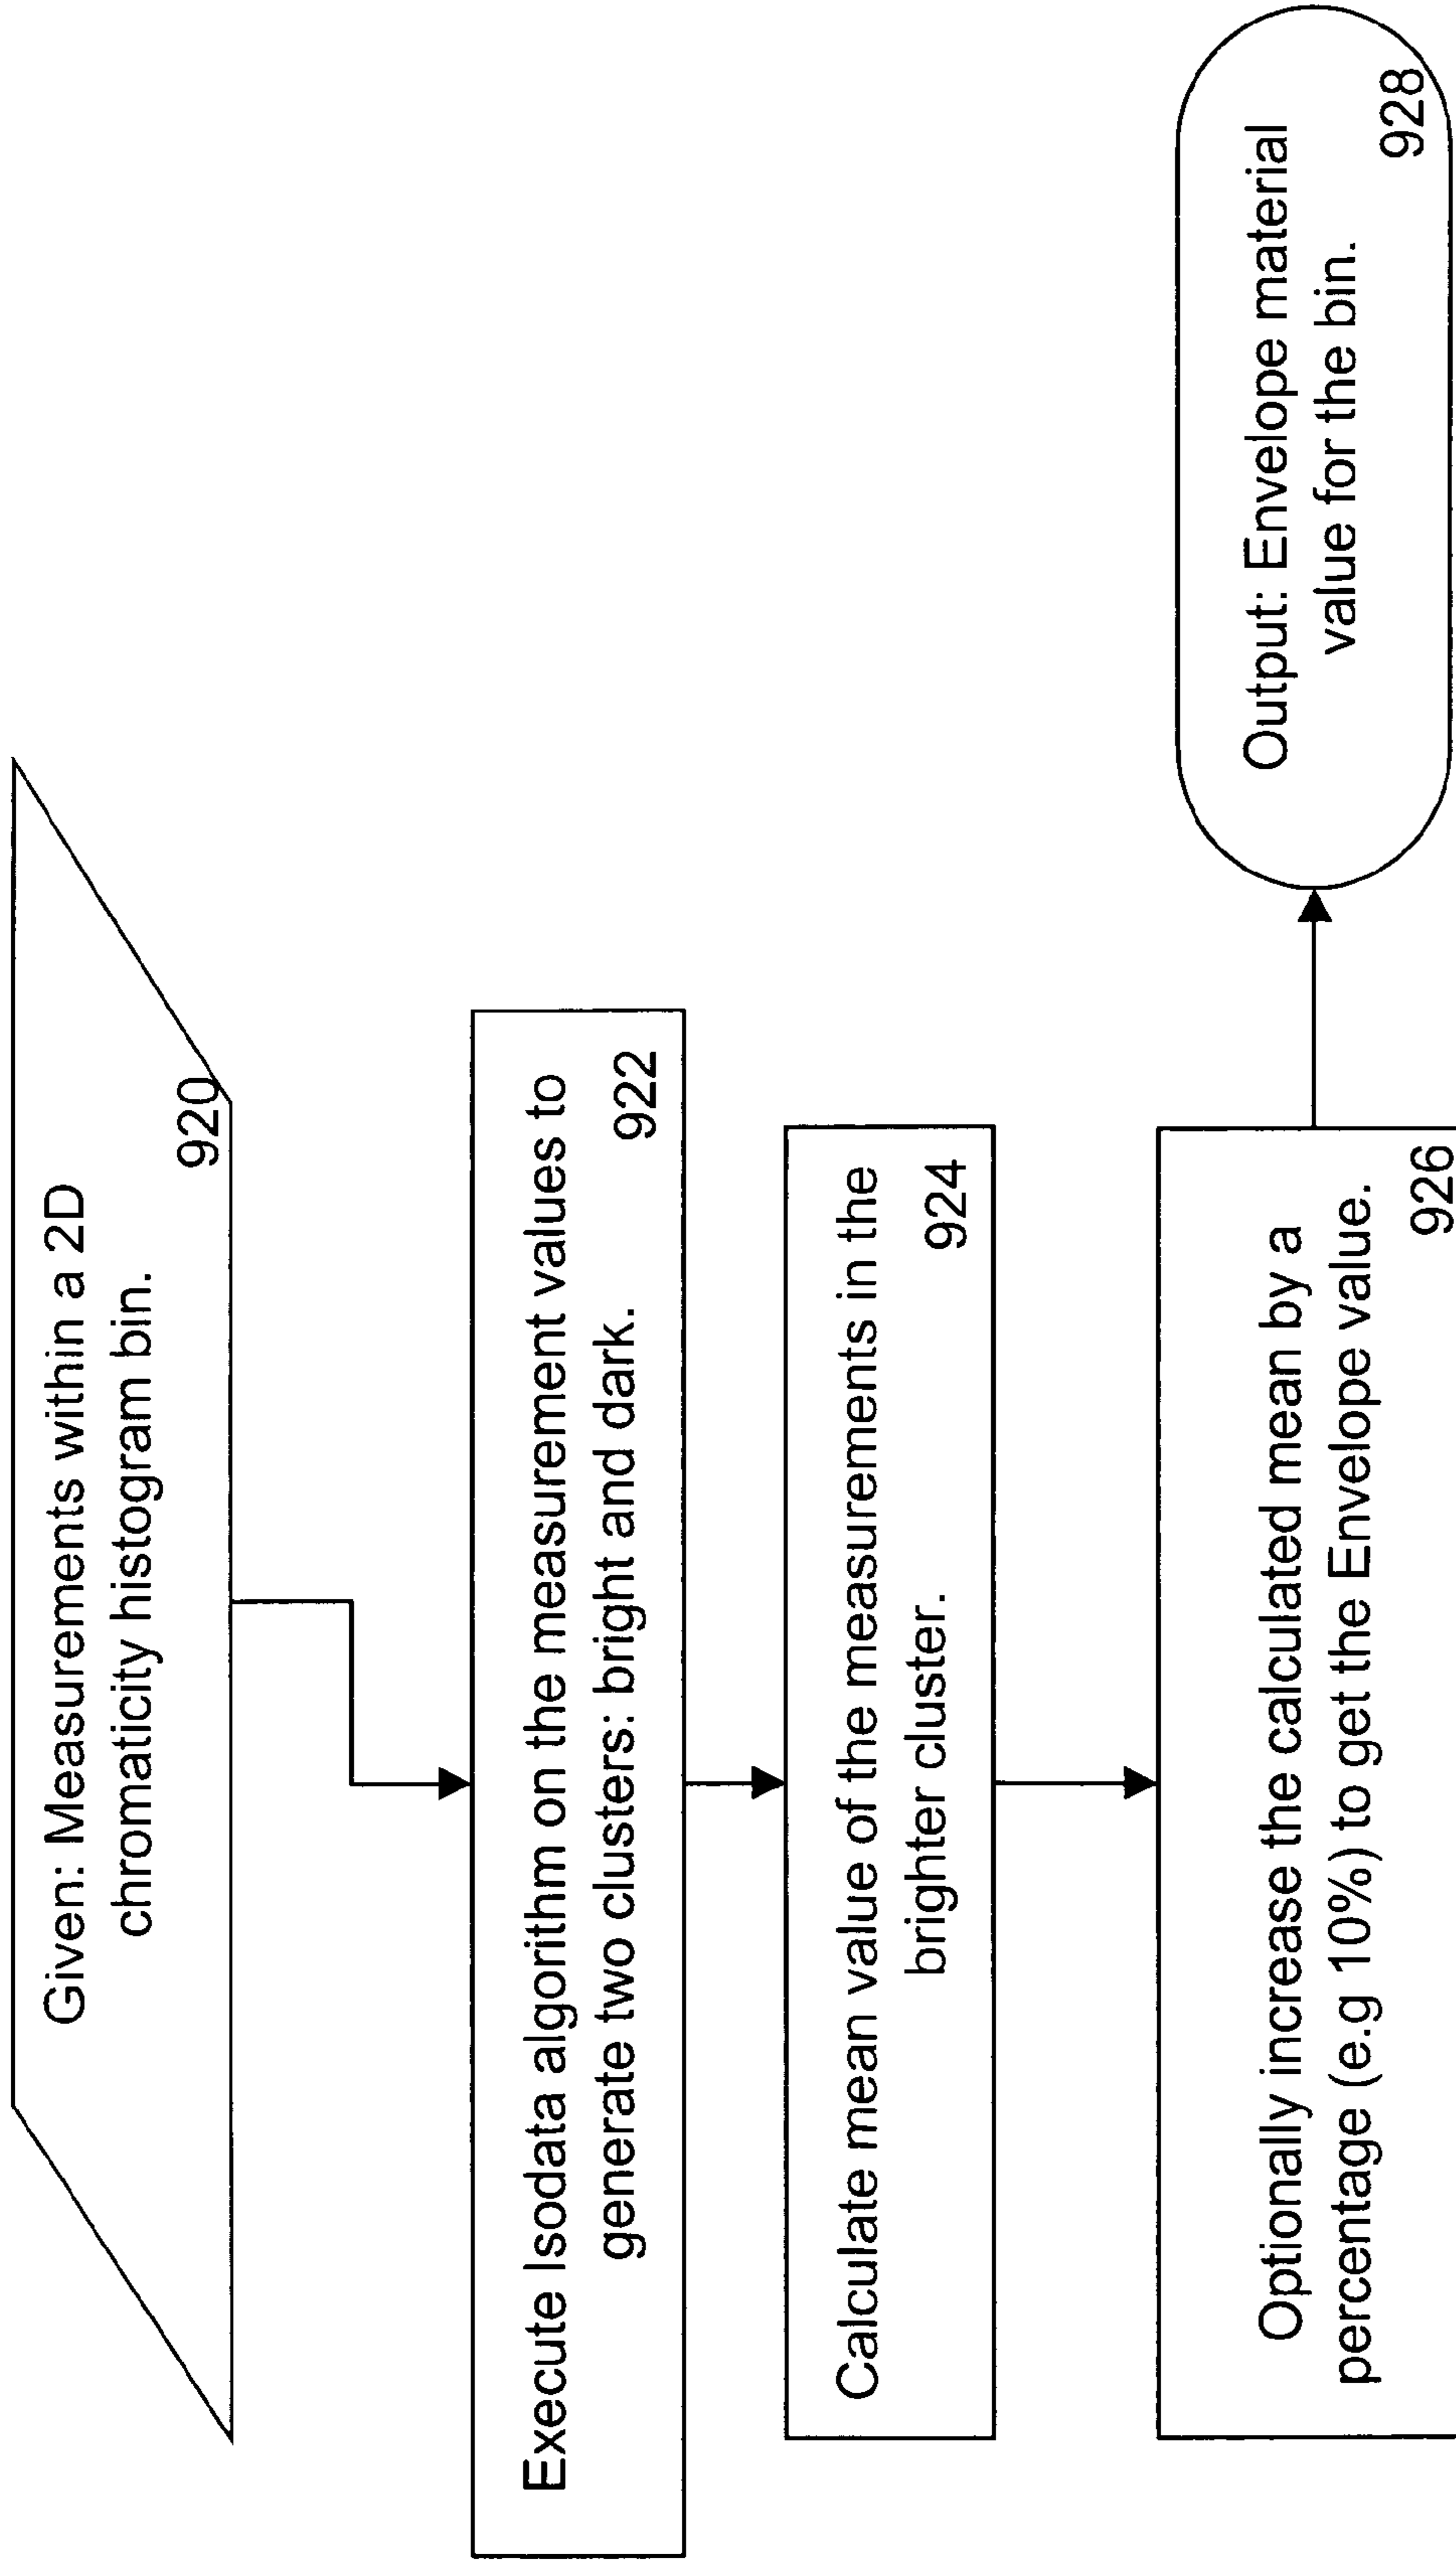 Given: Measurements within a 2D
chromaticity histogram bin.
920
Execute Isodata algorithm on the measurement values to
generate two clusters: bright and dark.
922
Calculate mean value of the measurements in the
brighter cluster.
924
Optionally increase the calculated mean by a
percentage (e.g 10%) to get the Envelope value.
926
Output: Envelope material
value for the bin.
928